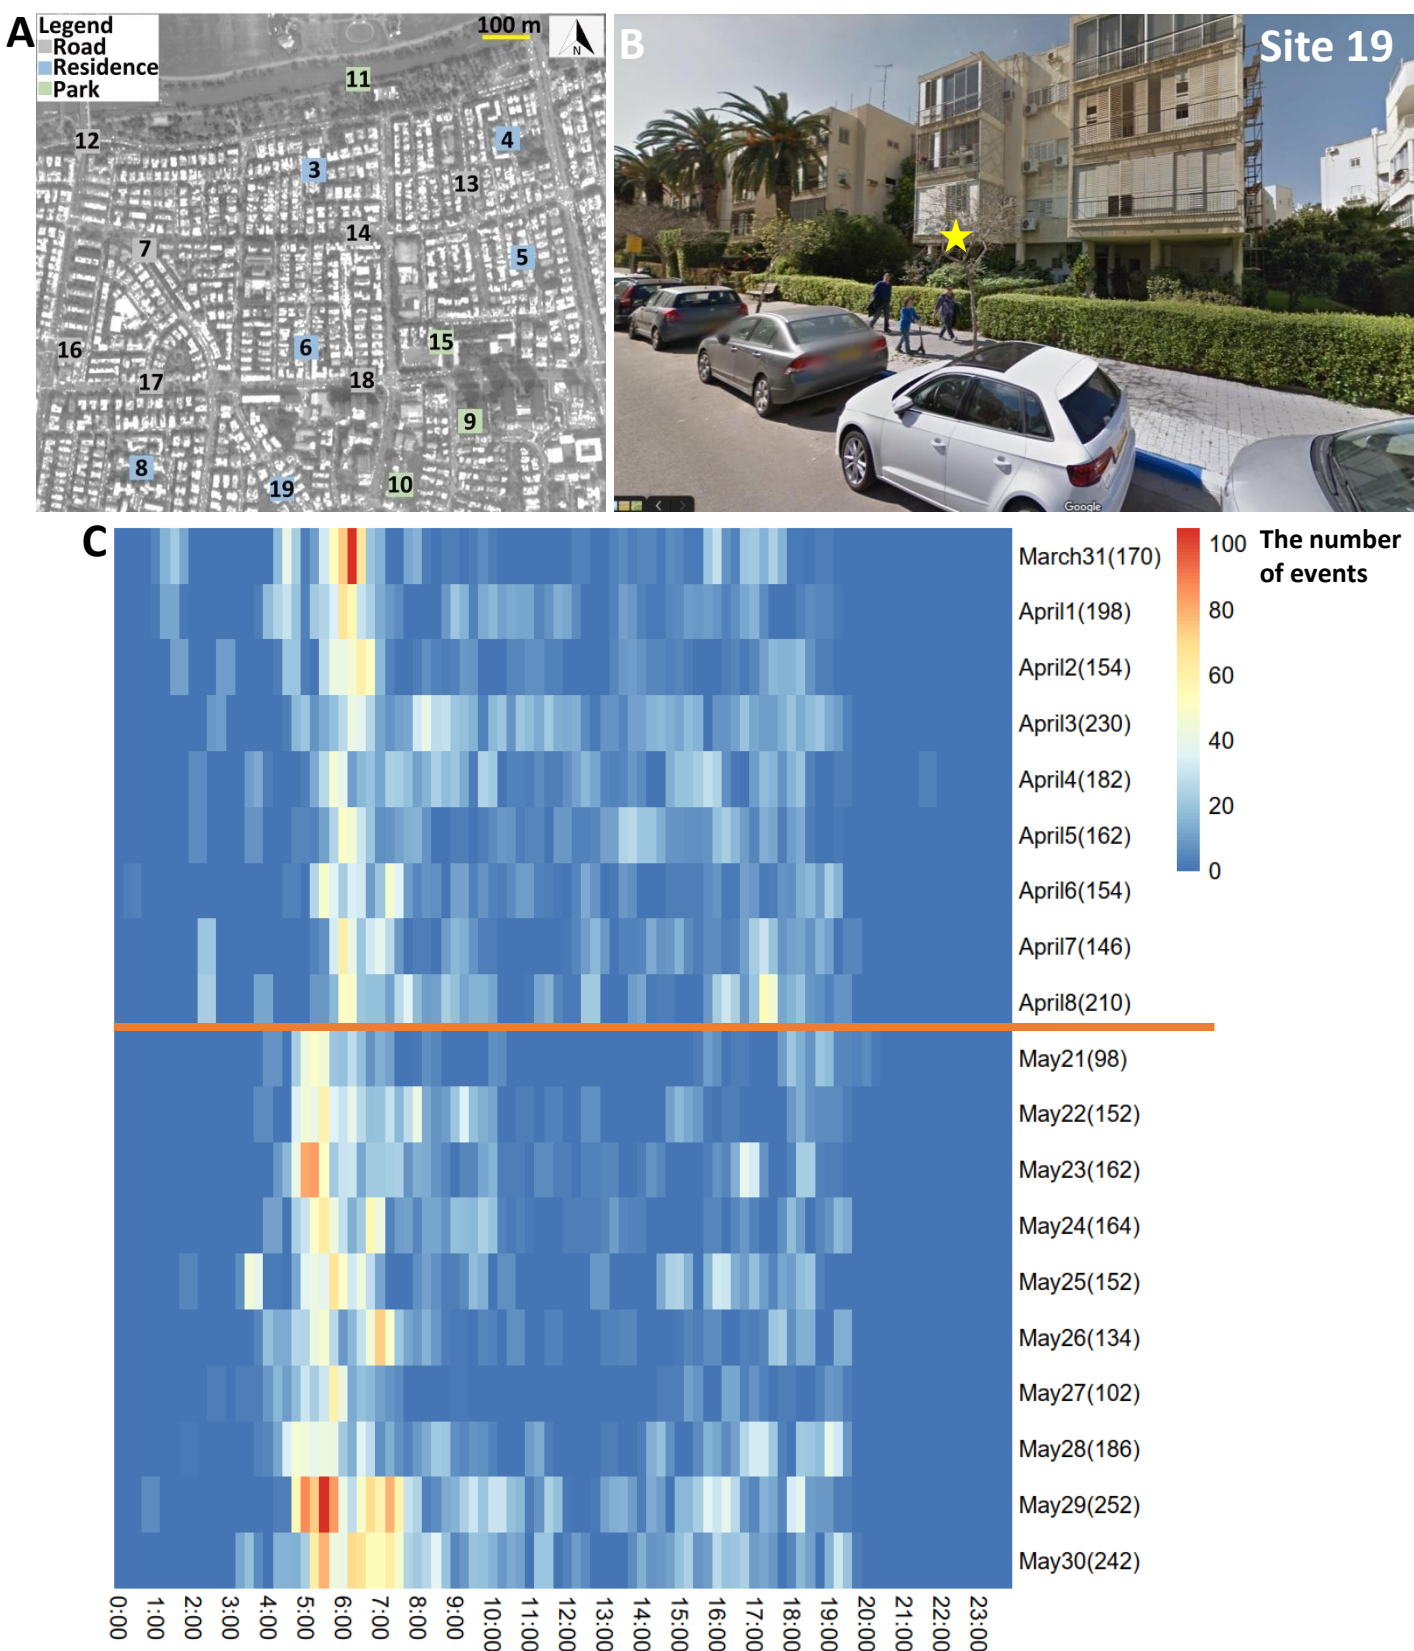 A
Legend
Road
Residence
Park
100 m
N
11
12
4
3
13
14
7
5
15
6
16
17
18
9
8
19
10
B
Site 19
Google
C
March31(170)
April1(198)
April2(154)
April3(230)
April4(182)
April5(162)
April6(154)
April7(146)
April8(210)
May21(98)
May22(152)
May23(162)
May24(164)
May25(152)
May26(134)
May27(102)
May28(186)
May29(252)
May30(242)
100
80
60
40
20
0
The number
of events
0:00
1:00
2:00
3:00
4:00
5:00
6:00
7:00
8:00
9:00
10:00
11:00
12:00
13:00
14:00
15:00
16:00
17:00
18:00
19:00
20:00
21:00
22:00
23:00